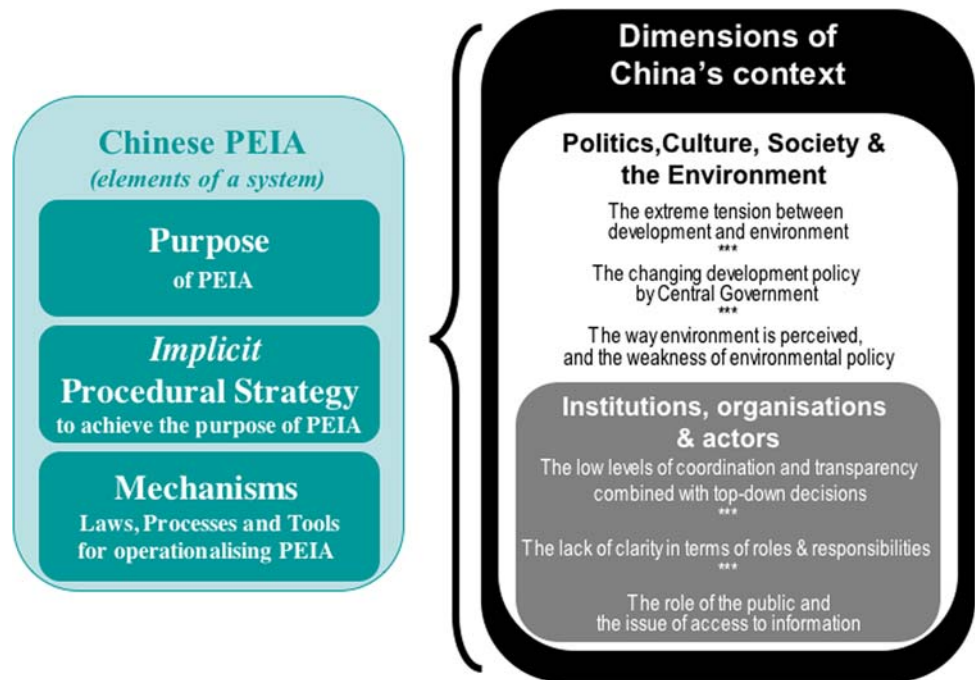 Chinese PEIA
(elements of a system)
Purpose
of PEIA
Implicit
Procedural Strategy
to achieve the purpose of PEIA
Mechanisms
Laws, Processes and Tools
for operationalising PEIA
Dimensions of
China's context
Politics,Culture, Society &
the Environment
The extreme tension between
development and environment
***
The changing development policy
by Central Government
***
The way environment is perceived,
and the weakness of environmental policy
Institutions, organisations
& actors
The low levels of coordination and transparency
combined with top-down decisions
***
The lack of clarity in terms of roles & responsibilities
***
The role of the public and
the issue of access to information